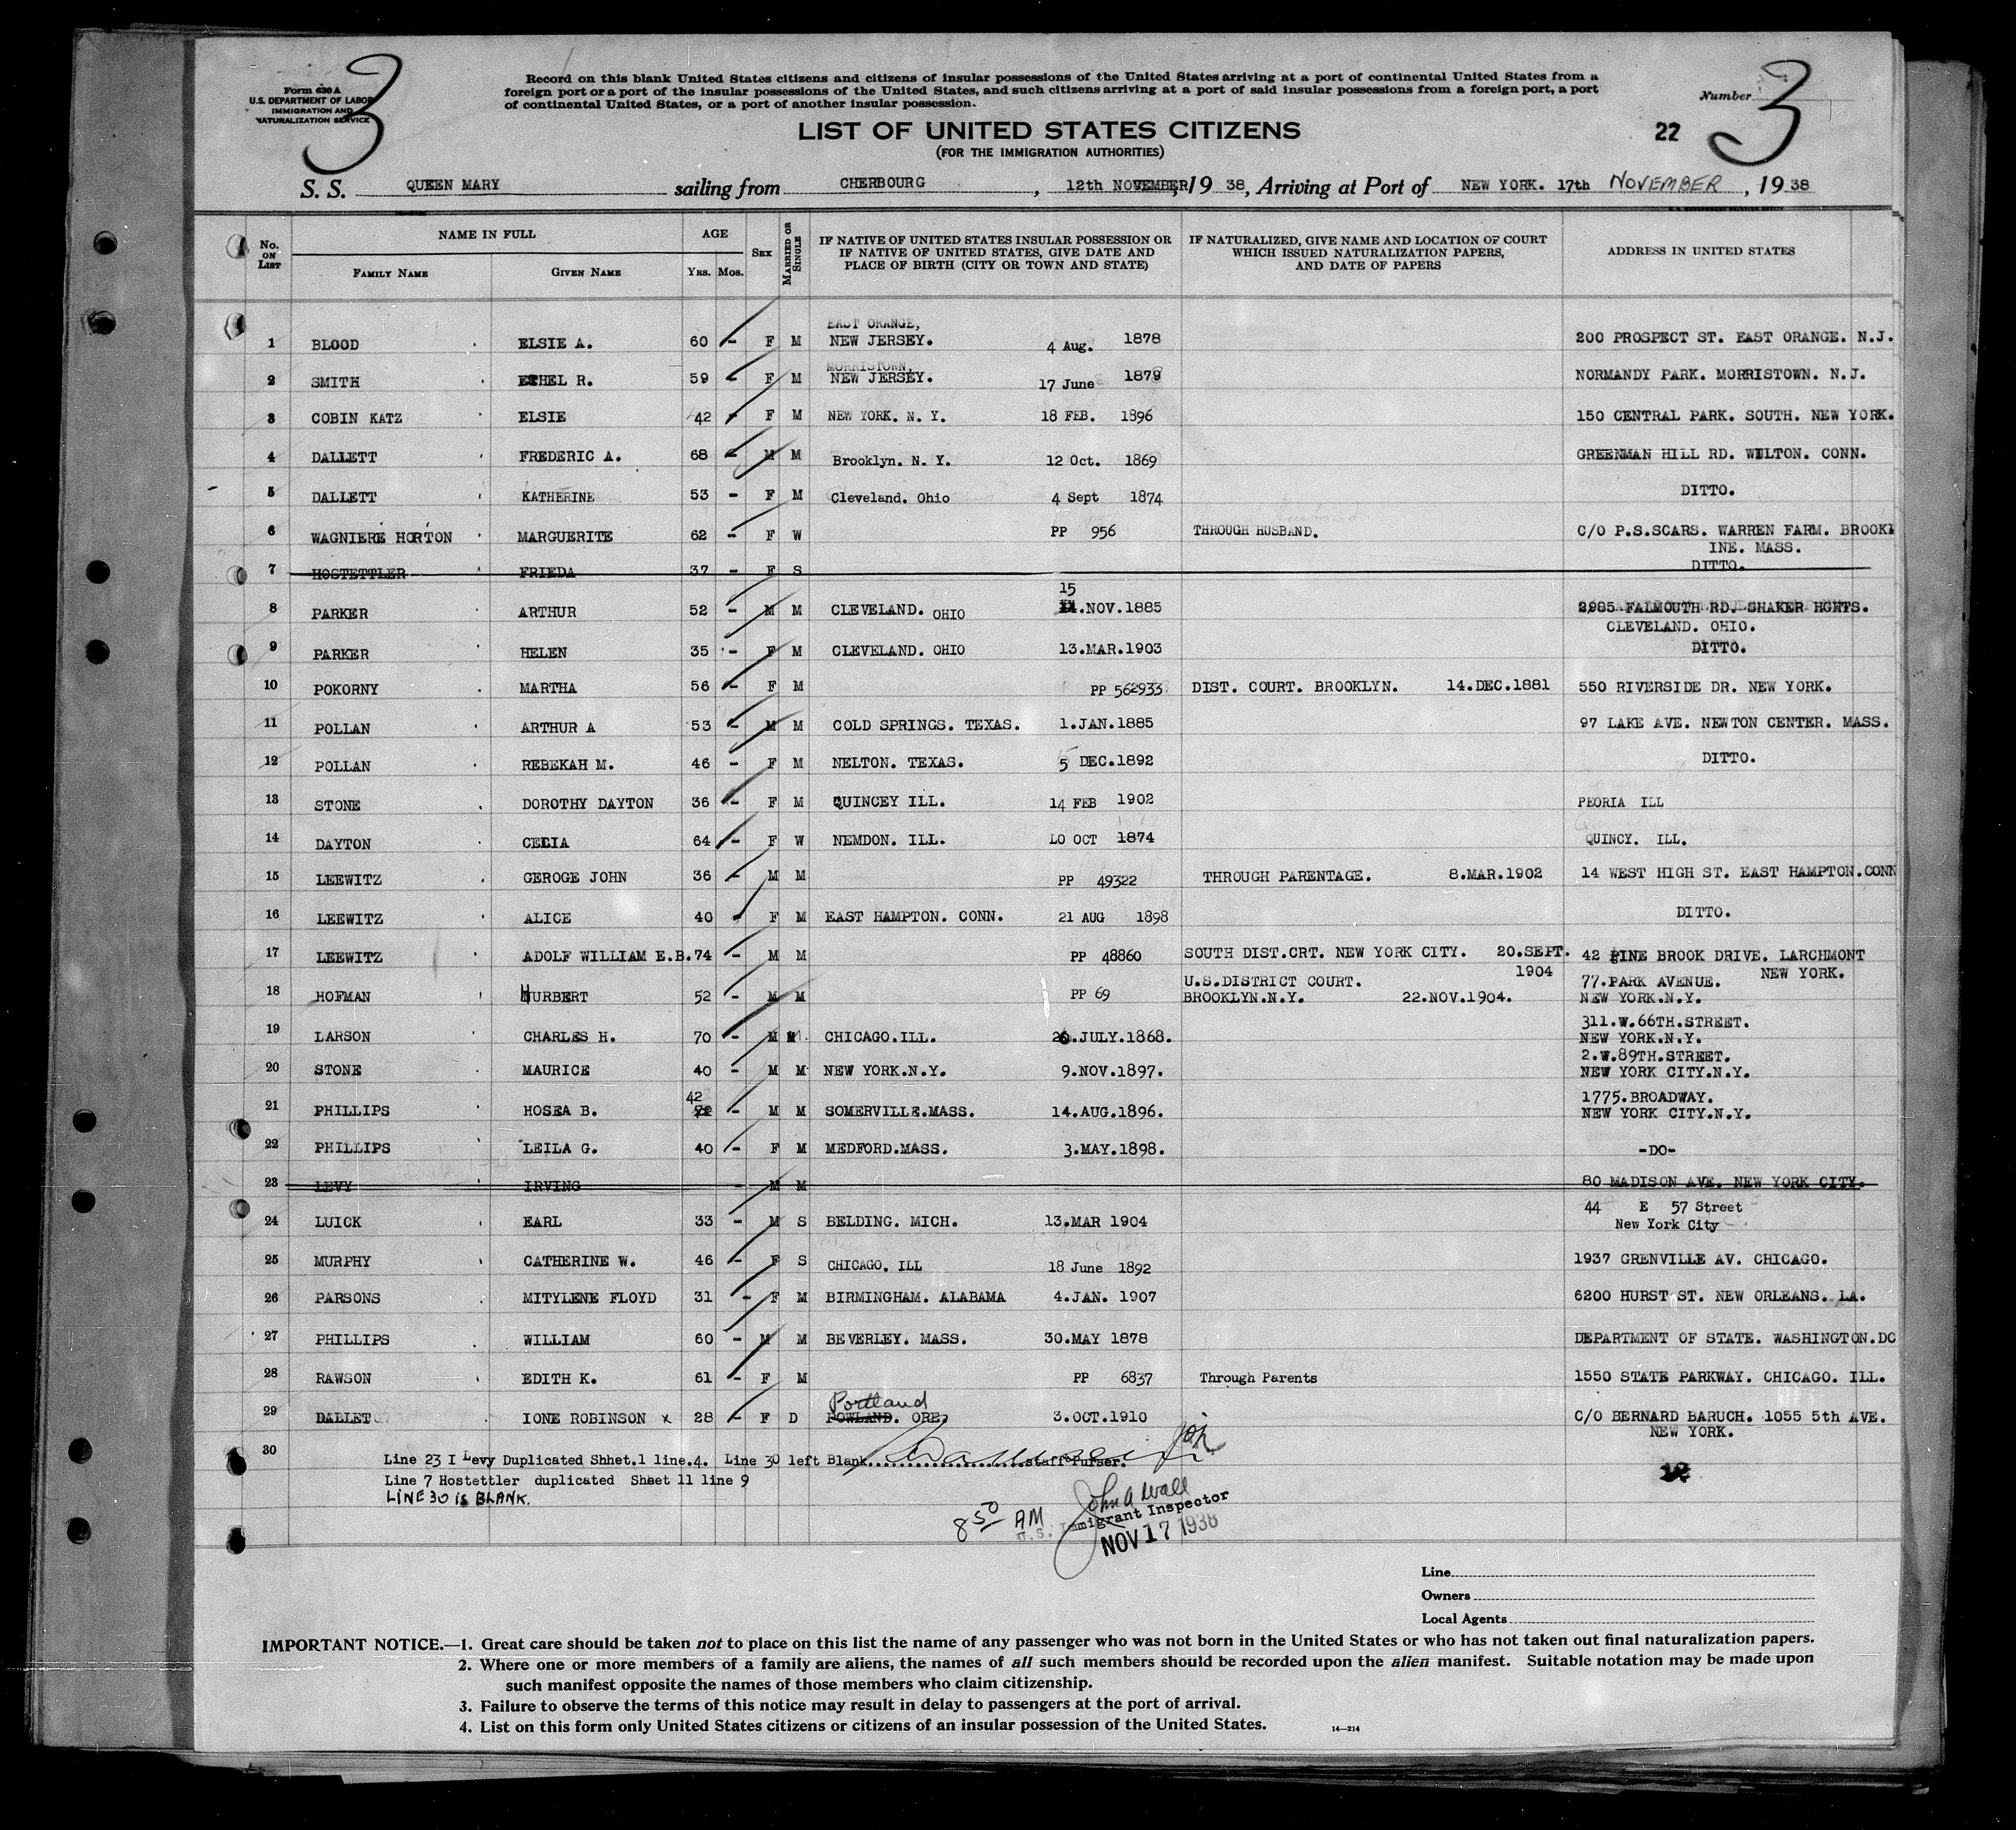 3
Form 630 A
U.S. DEPARTMENT OF LABOR
IMMIGRATION AND
NATURALIZATION SERVICE
Record on this blank United States citizens and citizens of insular possessions of the United States arriving at a port of continental United States from a
foreign port or a port of the insular possessions of the United States, and such citizens arriving at a port of said insular possessions from a foreign port, a port
of continental United States, or a port of another insular possession.
Number 3
LIST OF UNITED STATES CITIZENS
22
(FOR THE IMMIGRATION AUTHORITIES)
S. S. QUEEN MARY sailing from CHERBOURG, 12th NOVEMBER, 19 38, Arriving at Port of NEW YORK. 17th NOVEMBER, 19 38
No. ON LIST NAME IN FULL FAMILY NAME GIVEN NAME AGE YRS. MOS. SEX MARRIED OR SINGLE
IF NATIVE OF UNITED STATES INSULAR POSSESSION OR
IF NATIVE OF UNITED STATES, GIVE DATE AND
PLACE OF BIRTH (CITY OR TOWN AND STATE)
IF NATURALIZED, GIVE NAME AND LOCATION OF COURT
WHICH ISSUED NATURALIZATION PAPERS,
AND DATE OF PAPERS
ADDRESS IN UNITED STATES
EAST ORANGE,
1 BLOOD ELSIE A. 60 - F M NEW JERSEY. 4 Aug. 1878 200 PROSPECT ST. EAST ORANGE. N.J.
MORRISTOWN,
2 SMITH ETHEL R. 59 - F M NEW JERSEY. 17 June 1879 NORMANDY PARK. MORRISTOWN. N.J.
3 COBIN KATZ ELSIE 42 - F M NEW YORK. N. Y. 18 FEB. 1896 150 CENTRAL PARK. SOUTH. NEW YORK.
4 DALLETT FREDERIC A. 68 - M M Brooklyn. N. Y. 12 Oct. 1869 GREENMAN HILL RD. WILTON. CONN.
5 DALLETT KATHERINE 53 - F M Cleveland. Ohio 4 Sept 1874 DITTO.
6 WAGNIERE HORTON MARGUERITE 62 - F W PP 956 THROUGH HUSBAND. C/O P.S.SCARS. WARREN FARM. BROOKL
INE. MASS.
7 HOSTETTLER FRIEDA 37 - F S DITTO.
15
8 PARKER ARTHUR 52 - M M CLEVELAND. OHIO 14.NOV.1885 2985 FALMOUTH RD. SHAKER HGHTS.
CLEVELAND. OHIO.
9 PARKER HELEN 35 - F M CLEVELAND. OHIO 13.MAR.1903 DITTO.
10 POKORNY MARTHA 56 - F M PP 562933 DIST. COURT. BROOKLYN. 14.DEC.1881 550 RIVERSIDE DR. NEW YORK.
11 POLLAN ARTHUR A 53 - M M COLD SPRINGS. TEXAS. 1.JAN.1885 97 LAKE AVE. NEWTON CENTER. MASS.
12 POLLAN REBEKAH M. 46 - F M NELTON. TEXAS. 5 DEC.1892 DITTO.
13 STONE DOROTHY DAYTON 36 - F M QUINCEY ILL. 14 FEB 1902 PEORIA ILL
14 DAYTON CECIA 64 - F W NEMDON. ILL. LO OCT 1874 QUINCY. ILL.
15 LEEWITZ GEROGE JOHN 36 - M M PP 49322 THROUGH PARENTAGE. 8.MAR.1902 14 WEST HIGH ST. EAST HAMPTON.CONN
16 LEEWITZ ALICE 40 - F M EAST HAMPTON. CONN. 21 AUG 1898 DITTO.
17 LEEWITZ ADOLF WILLIAM E.B. 74 - M M PP 48860 SOUTH DIST.CRT. NEW YORK CITY. 20.SEPT. 1904 42 PINE BROOK DRIVE. LARCHMONT
NEW YORK.
U.S.DISTRICT COURT. 77.PARK AVENUE.
18 HOFMAN HURBERT 52 - M M PP 69 BROOKLYN.N.Y. 22.NOV.1904. NEW YORK.N.Y.
311.W.66TH.STREET.
19 LARSON CHARLES H. 70 - M M. CHICAGO.ILL. 26.JULY.1868. NEW YORK.N.Y.
2.W.89TH.STREET.
20 STONE MAURICE 40 - M M NEW YORK.N.Y. 9.NOV.1897. NEW YORK CITY.N.Y.
42 1775.BROADWAY.
21 PHILLIPS HOSEA B. 72 - M M SOMERVILLE.MASS. 14.AUG.1896. NEW YORK CITY.N.Y.
22 PHILLIPS LEILA G. 40 - F M MEDFORD.MASS. 3.MAY.1898. -DO-
23 LEVY IRVING - M M 80 MADISON AVE. NEW YORK CITY.
24 LUICK EARL 33 - M S BELDING. MICH. 13.MAR 1904 44 E 57 Street
New York City
25 MURPHY CATHERINE W. 46 - F S CHICAGO. ILL 18 June 1892 1937 GRENVILLE AV. CHICAGO.
26 PARSONS MITYLENE FLOYD 31 - F M BIRMINGHAM. ALABAMA 4.JAN. 1907 6200 HURST ST. NEW ORLEANS. LA.
27 PHILLIPS WILLIAM 60 - M M BEVERLEY. MASS. 30.MAY 1878 DEPARTMENT OF STATE. WASHINGTON.DC
28 RAWSON EDITH K. 61 - F M PP 6837 Through Parents 1550 STATE PARKWAY. CHICAGO. ILL.
Portland
29 DALLET IONE ROBINSON x 28 - F D POWLAND. ORE. 3.OCT.1910 C/O BERNARD BARUCH. 1055 5th AVE.
NEW YORK.
30
Line 23 I Levy Duplicated Shhet.1 line.4. Line 30 left Blank..........staff Purser.
Line 7 Hostettler duplicated Sheet 11 line 9
LINE 30 is BLANK.
8 50 AM
John A Wall
U.S. Immigrant Inspector
NOV 17 1938
Line
Owners
Local Agents
IMPORTANT NOTICE.—1. Great care should be taken not to place on this list the name of any passenger who was not born in the United States or who has not taken out final naturalization papers.
2. Where one or more members of a family are aliens, the names of all such members should be recorded upon the alien manifest. Suitable notation may be made upon
such manifest opposite the names of those members who claim citizenship.
3. Failure to observe the terms of this notice may result in delay to passengers at the port of arrival.
4. List on this form only United States citizens or citizens of an insular possession of the United States.
14—214